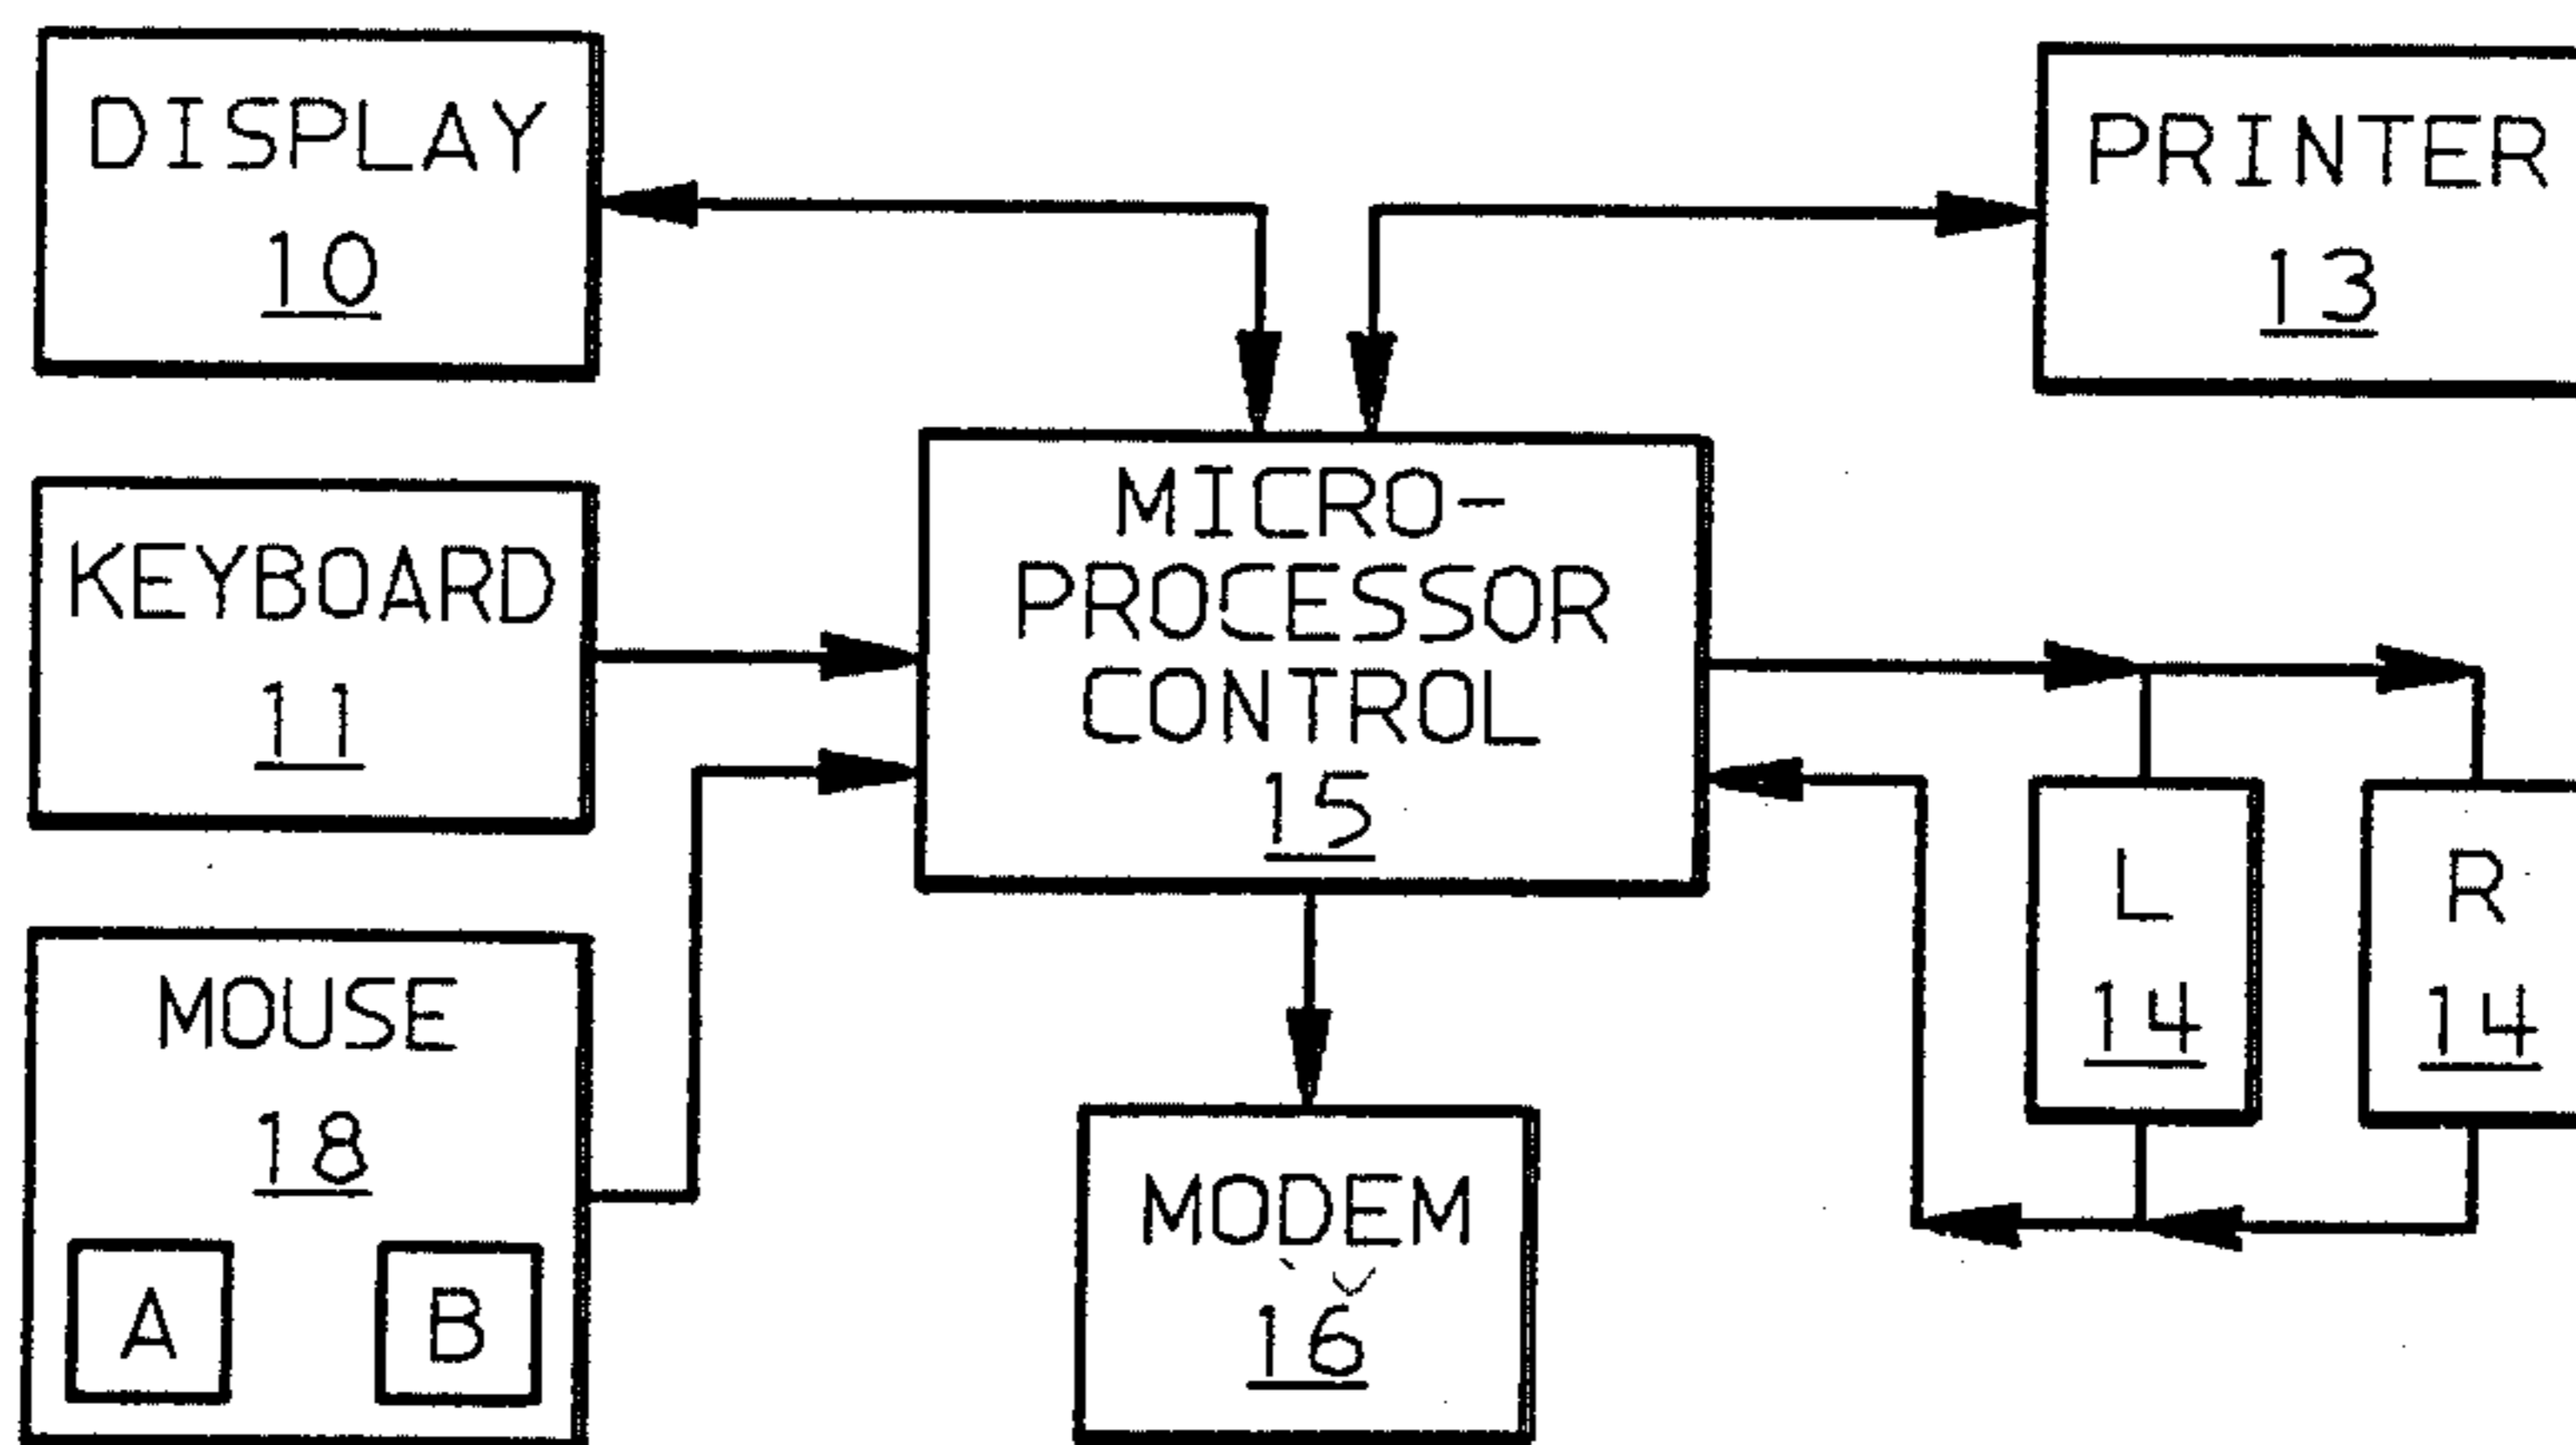 DISPLAY
10
PRINTER
13
KEYBOARD
11
MICRO-
PROCESSOR
CONTROL
15
L
14
R
14
MOUSE
18
A
B
MODEM
16